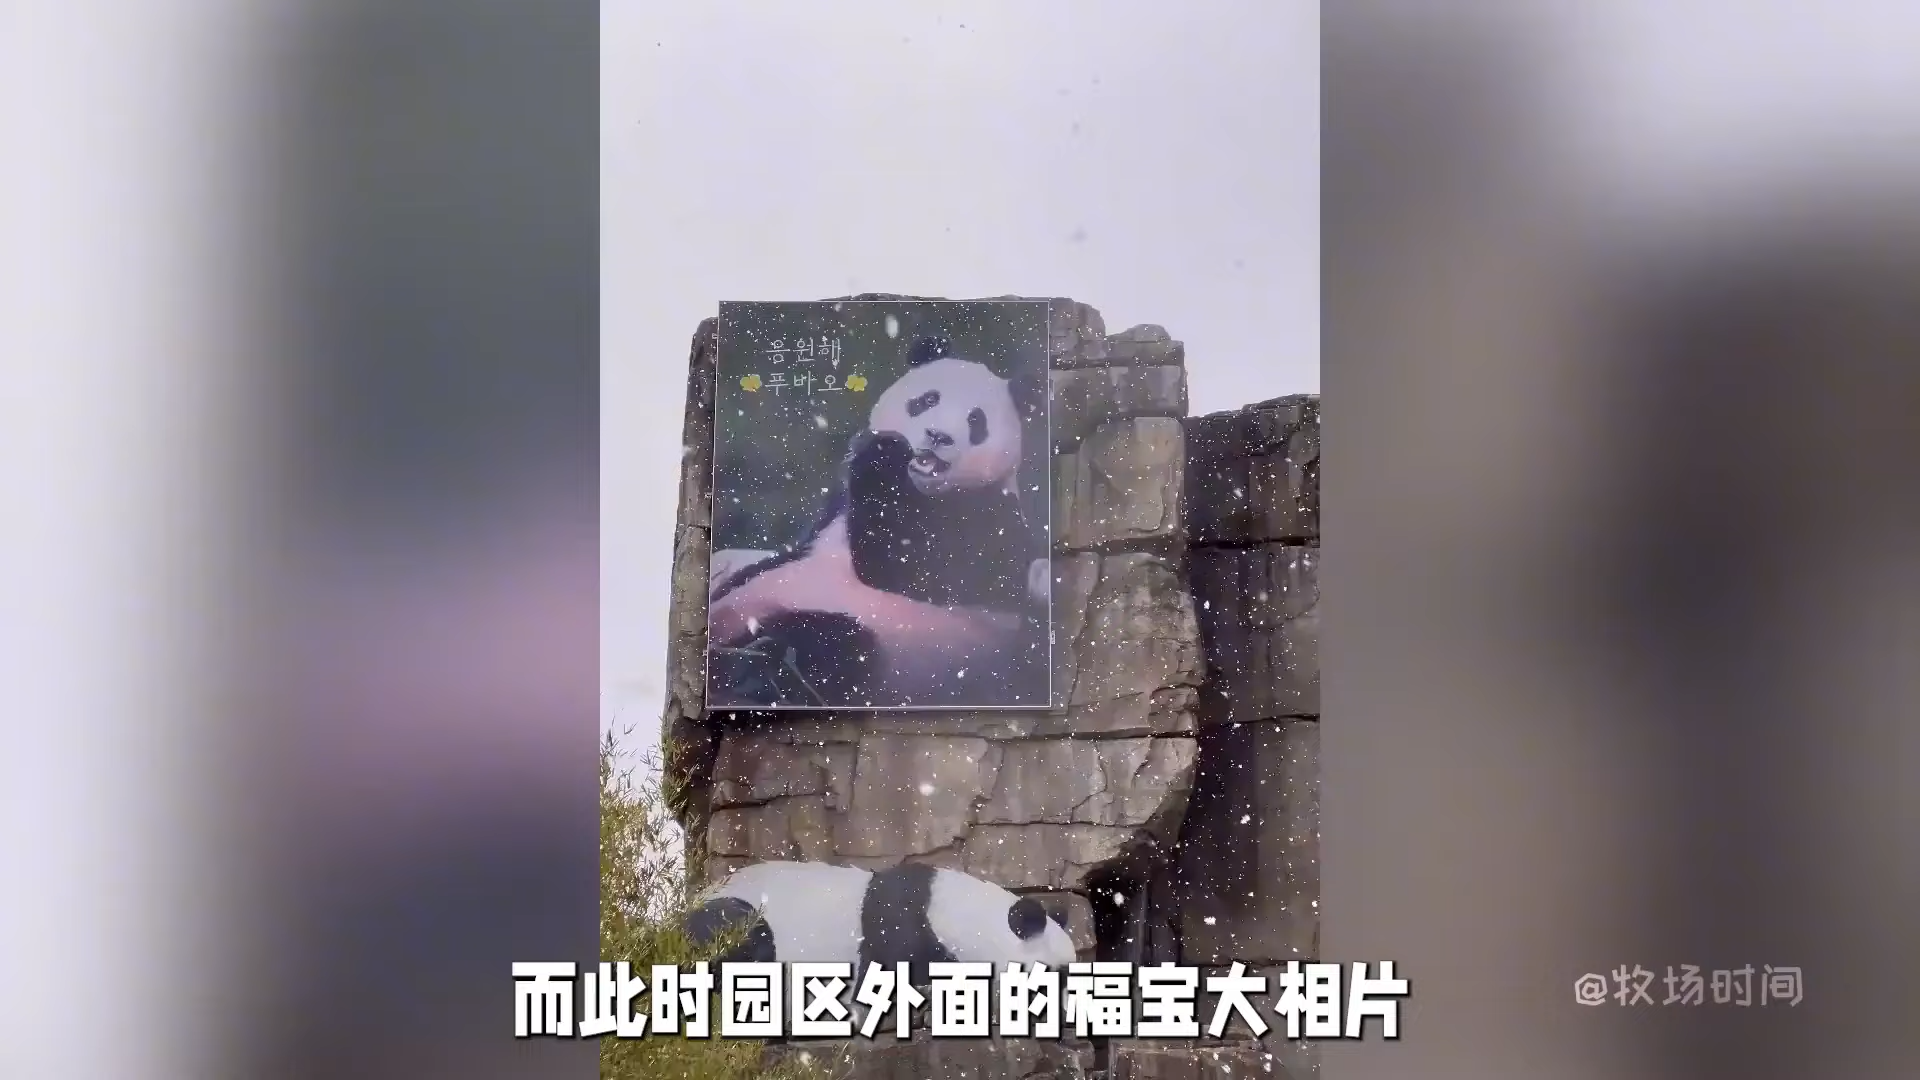 응원해
푸바오
而此时园区外面的福宝大相片
@牧场时间